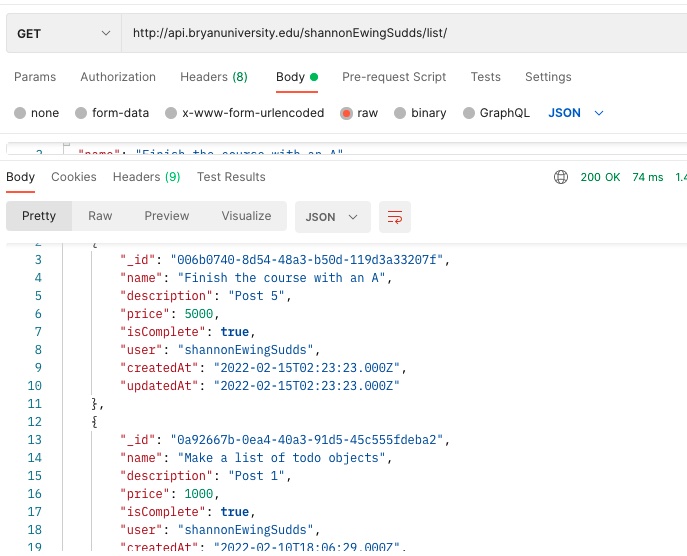 GET http://api.bryanuniversity.edu/shannonEwingSudds/list/
Params Authorization Headers (8) Body Pre-request Script Tests Settings
none form-data x-www-form-urlencoded raw binary GraphQL JSON
"name": "Finish the course with an A"
Body Cookies Headers (9) Test Results 200 OK 74 ms 1.4
Pretty Raw Preview Visualize JSON
2 {
3 "_id": "006b0740-8d54-48a3-b50d-119d3a33207f",
4 "name": "Finish the course with an A",
5 "description": "Post 5",
6 "price": 5000,
7 "isComplete": true,
8 "user": "shannonEwingSudds",
9 "createdAt": "2022-02-15T02:23:23.000Z",
10 "updatedAt": "2022-02-15T02:23:23.000Z"
11 },
12 {
13 "_id": "0a92667b-0ea4-40a3-91d5-45c555fdeba2",
14 "name": "Make a list of todo objects",
15 "description": "Post 1",
16 "price": 1000,
17 "isComplete": true,
18 "user": "shannonEwingSudds",
19 "createdAt": "2022-02-10T18:06:29.000Z",